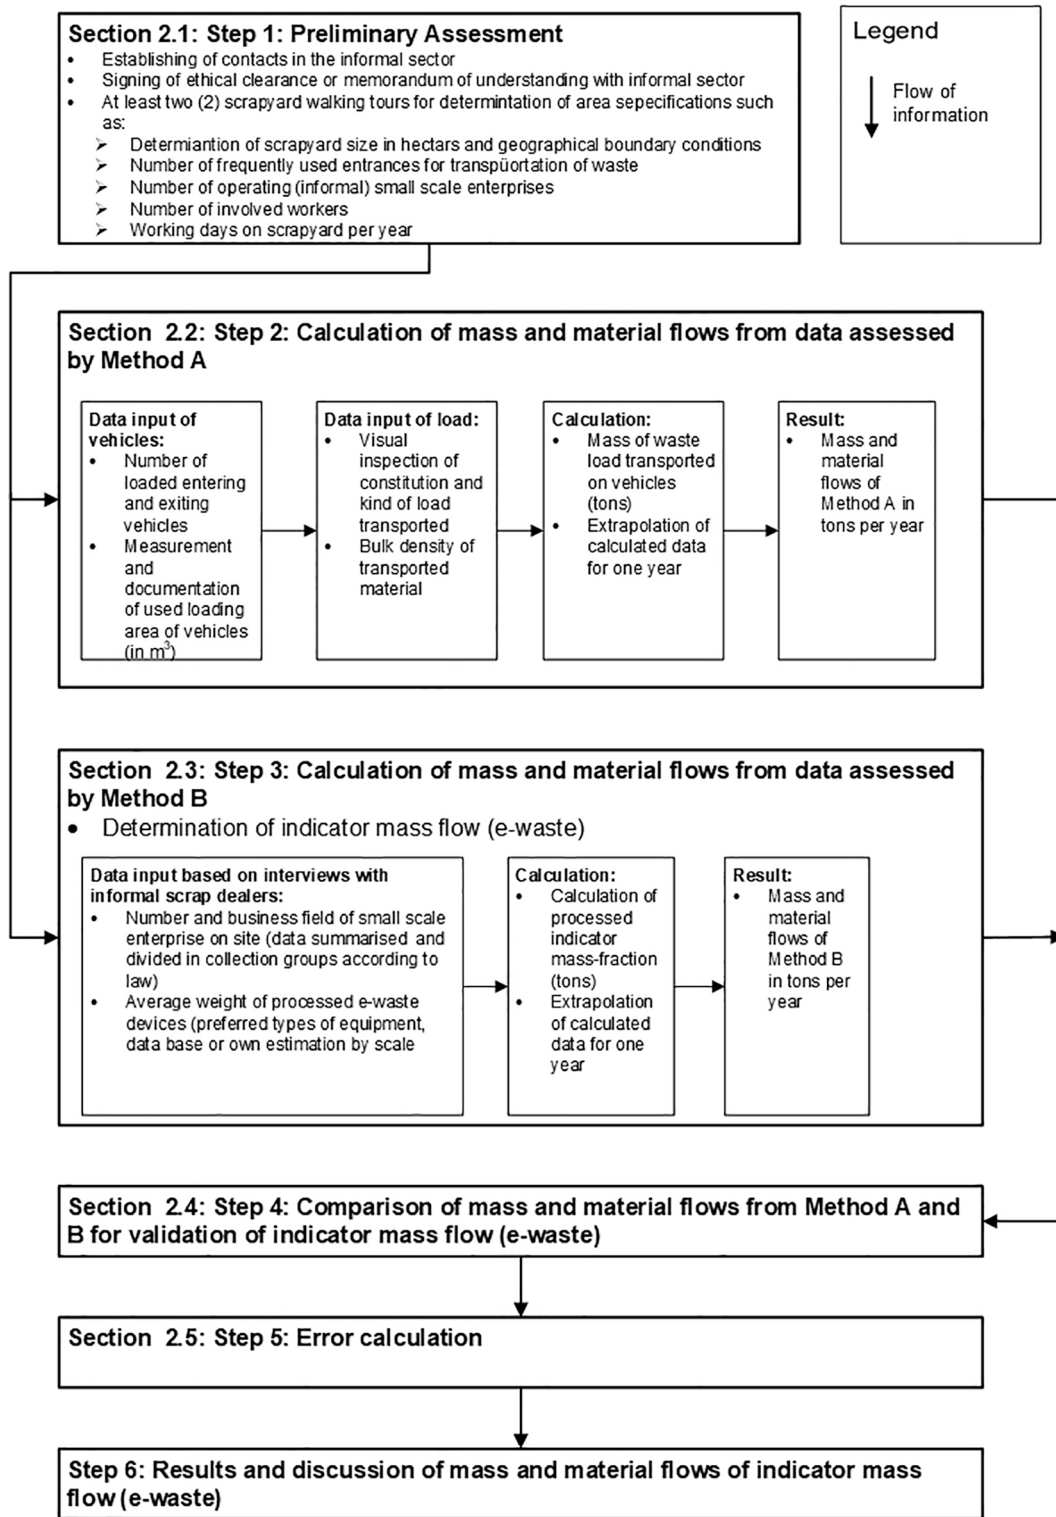 Section 2.1: Step 1: Preliminary Assessment
• Establishing of contacts in the informal sector
• Signing of ethical clearance or memorandum of understanding with informal sector
• At least two (2) scrapyard walking tours for determintation of area sepecifications such
as:
➢ Determiantion of scrapyard size in hectars and geographical boundary conditions
➢ Number of frequently used entrances for transpüortation of waste
➢ Number of operating (informal) small scale enterprises
➢ Number of involved workers
➢ Working days on scrapyard per year
Legend
Flow of
information
Section 2.2: Step 2: Calculation of mass and material flows from data assessed
by Method A
Data input of
vehicles:
• Number of
loaded entering
and exiting
vehicles
• Measurement
and
documentation
of used loading
area of vehicles
(in m³)
Data input of load:
• Visual
inspection of
constitution and
kind of load
transported
• Bulk density of
transported
material
Calculation:
• Mass of waste
load transported
on vehicles
(tons)
• Extrapolation of
calculated data
for one year
Result:
• Mass and
material
flows of
Method A in
tons per year
Section 2.3: Step 3: Calculation of mass and material flows from data assessed
by Method B
• Determination of indicator mass flow (e-waste)
Data input based on interviews with
informal scrap dealers:
• Number and business field of small scale
enterprise on site (data summarised and
divided in collection groups according to
law)
• Average weight of processed e-waste
devices (preferred types of equipment,
data base or own estimation by scale
Calculation:
• Calculation of
processed
indicator
mass-fraction
(tons)
• Extrapolation
of calculated
data for one
year
Result:
• Mass and
material
flows of
Method B
in tons per
year
Section 2.4: Step 4: Comparison of mass and material flows from Method A and
B for validation of indicator mass flow (e-waste)
Section 2.5: Step 5: Error calculation
Step 6: Results and discussion of mass and material flows of indicator mass
flow (e-waste)